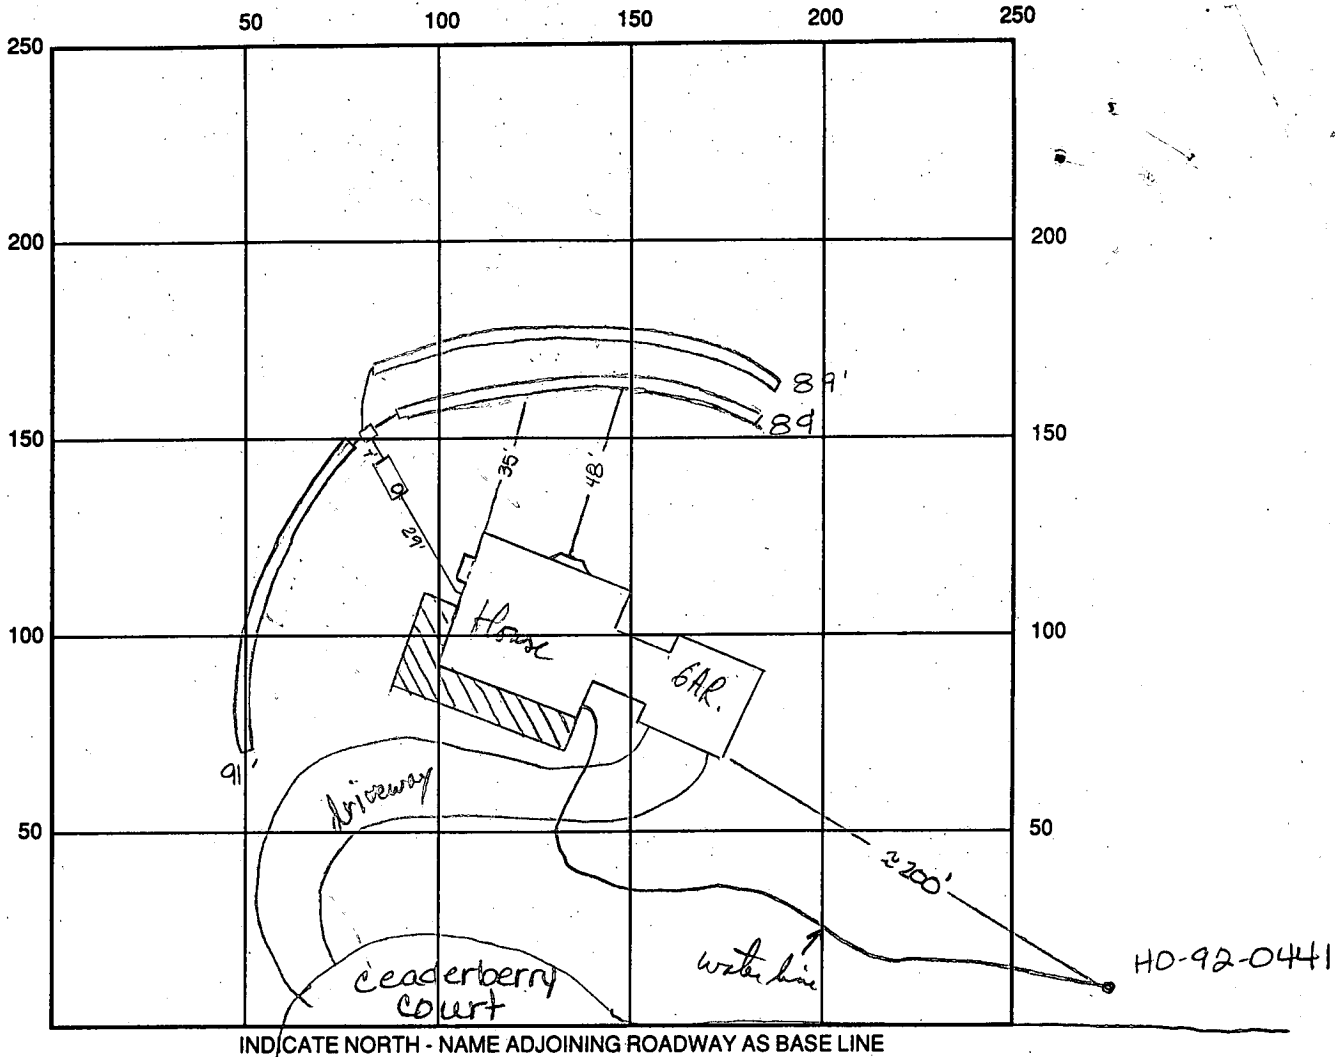 50 100 150 200 250
250
200 200
89'
89
150 150
35'
48'
29'
100 100
House
GAR.
91'
driveway
50 50
≈200'
water line
HO-92-0441
Ceaderberry
court
INDICATE NORTH - NAME ADJOINING ROADWAY AS BASE LINE